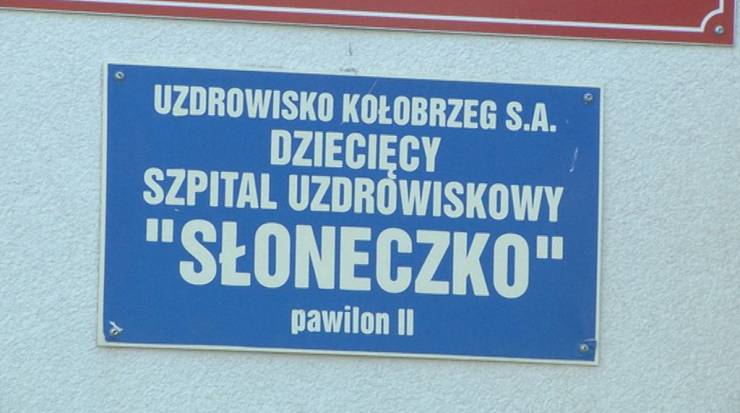 UZDROWISKO KOŁOBRZEG S.A.
DZIECIĘCY
SZPITAL UZDROWISKOWY
"SŁONECZKO"
pawilon II